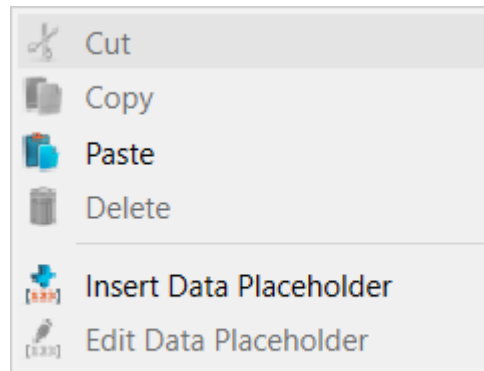 Cut
Copy
Paste
Delete
Insert Data Placeholder
Edit Data Placeholder